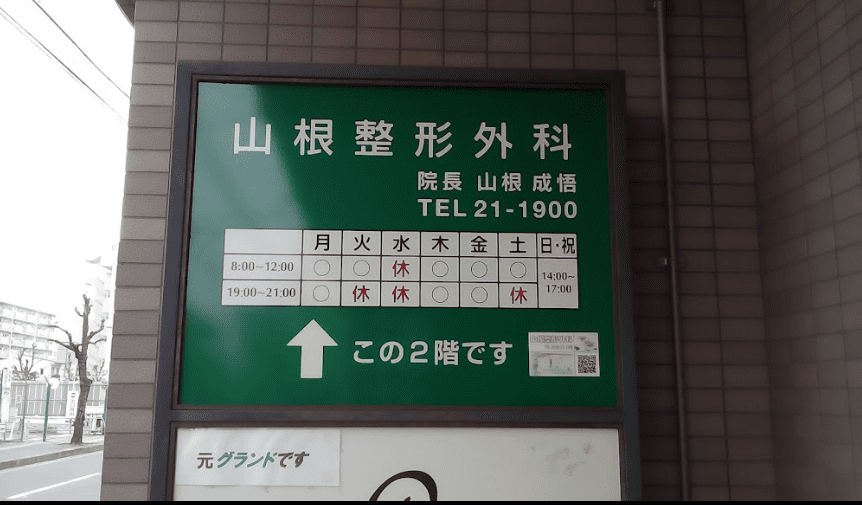 山根整形外科
院長 山根 成悟
TEL 21-1900
月 火 水 木 金 土 日・祝
8:00~12:00 ○ ○ 休 ○ ○ ○ 14:00~17:00
19:00~21:00 ○ 休 休 ○ ○ 休
この2階です
元グランドです